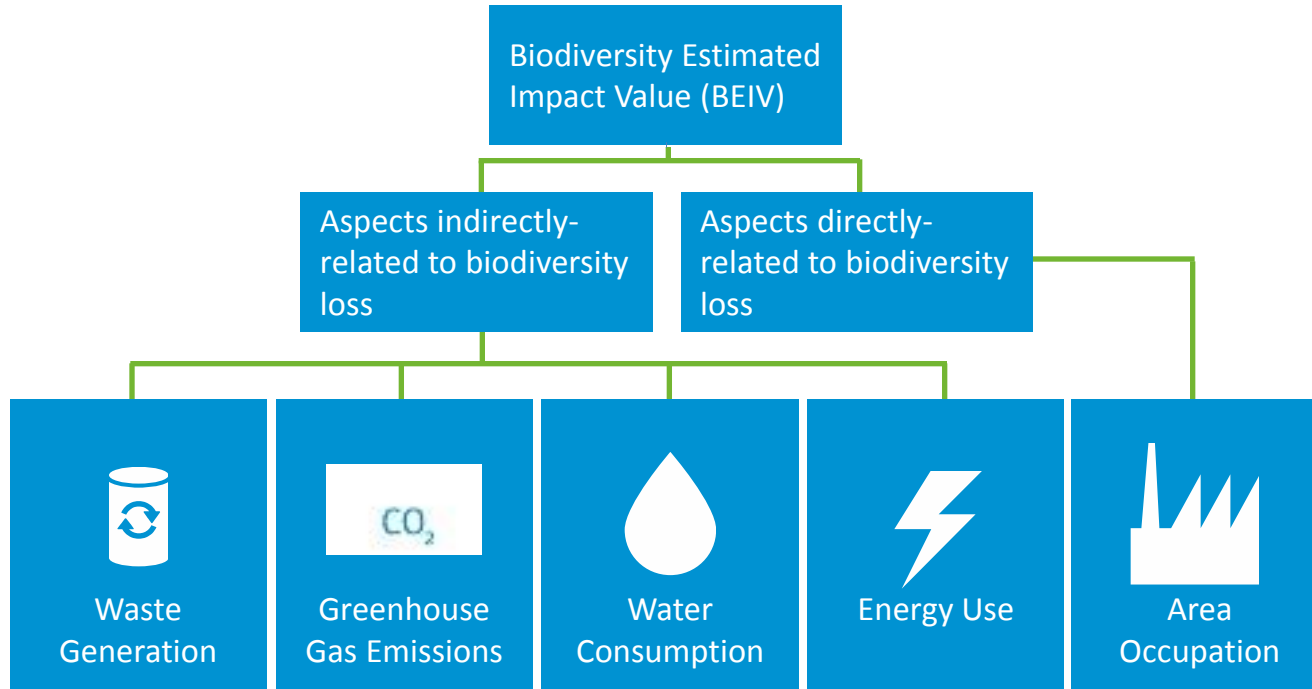 Biodiversity Estimated
Impact Value (BEIV)
Aspects indirectly-
related to biodiversity
loss
Aspects directly-
related to biodiversity
loss
Waste
Generation
CO₂
Greenhouse
Gas Emissions
Water
Consumption
Energy Use
Area
Occupation